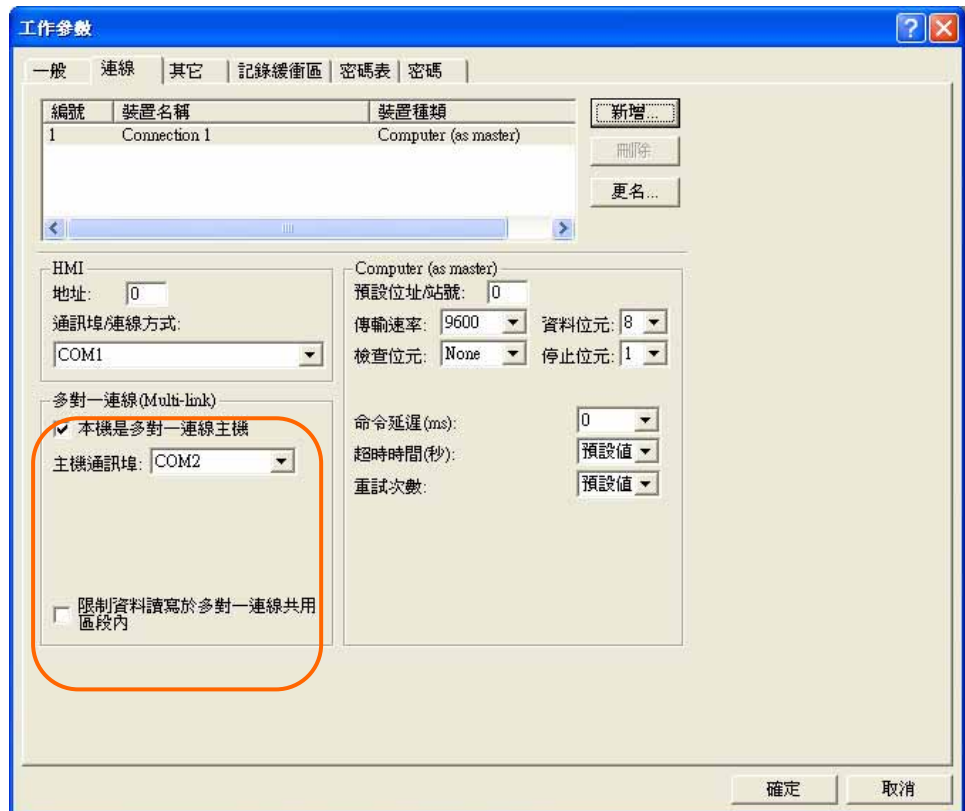 工作參數
一般 連線 其它 記錄緩衝區 密碼表 密碼
編號 裝置名稱 裝置種類
1 Connection 1 Computer (as master)
新增...
刪除
更名...
HMI
地址: 0
通訊埠/連線方式:
COM1
多對一連線(Multi-link)
本機是多對一連線主機
主機通訊埠: COM2
限制資料讀寫於多對一連線共用
區段內
Computer (as master)
預設位址/站號: 0
傳輸速率: 9600 資料位元: 8
檢查位元: None 停止位元: 1
命令延遲(ms): 0
超時時間(秒): 預設值
重試次數: 預設值
確定 取消